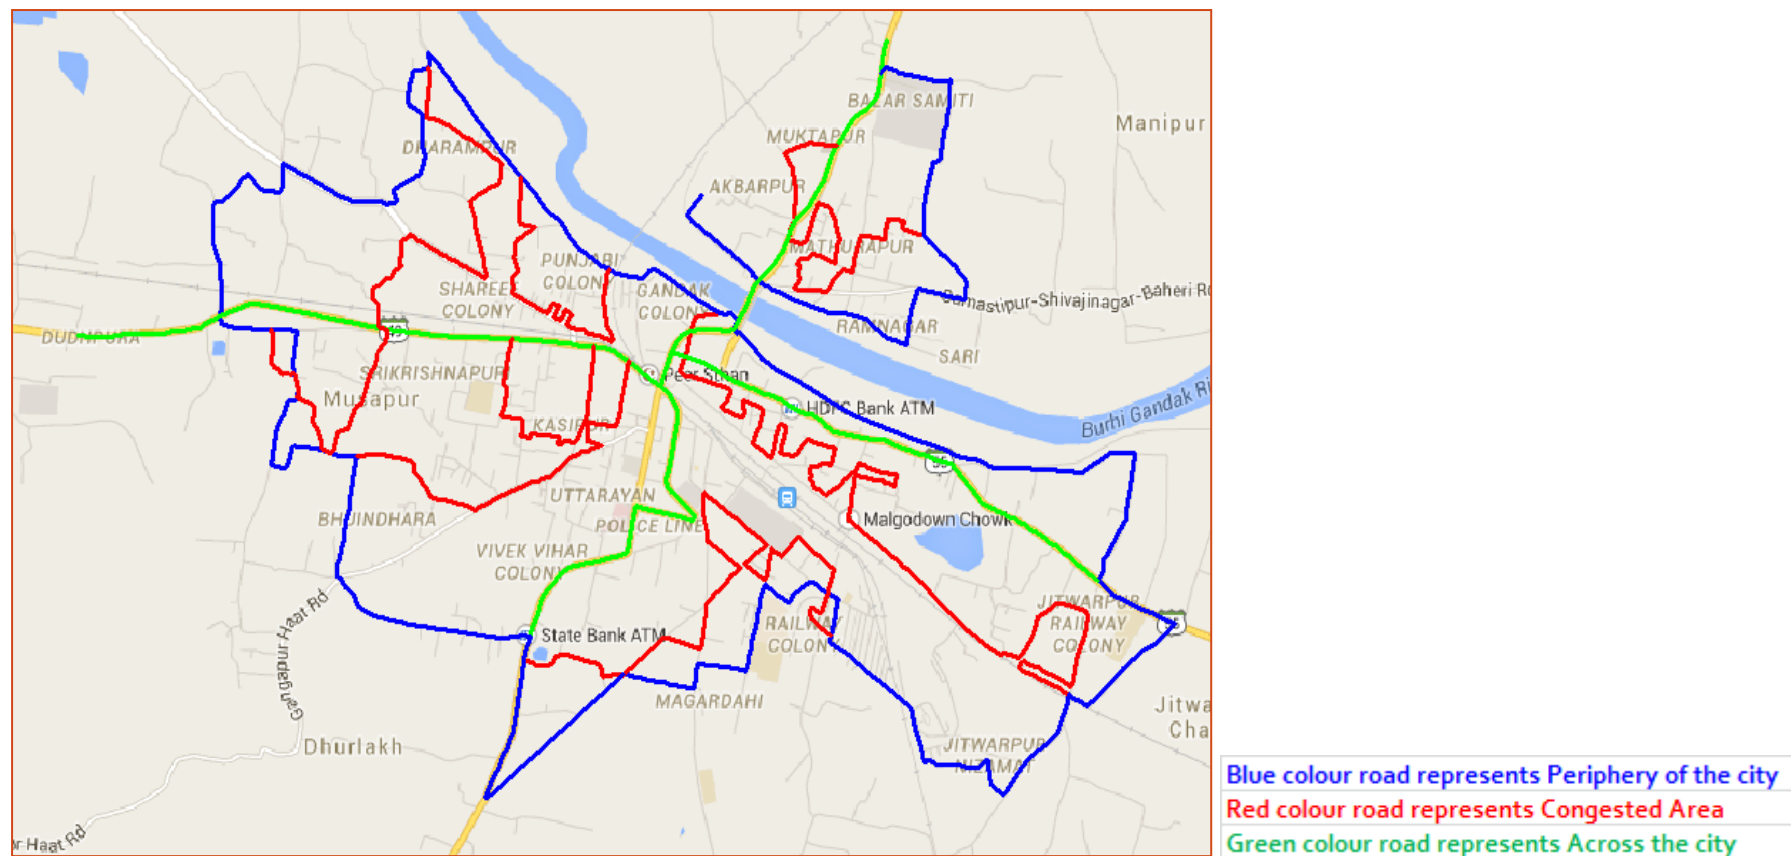 BAZAR SAMITI
Manipur
MUKTAPUR
DHARAMPUR
AKBARPUR
MATHURAPUR
PUNJABI
COLONY
SHAREEF
COLONY
GANDAK
COLONY
Samastipur-Shivajinagar-Baheri Rd
RAMNAGAR
DUDHPURA
SARI
SRIKRISHNAPUR
Peer Sthan
Musapur
HDFC Bank ATM
Burhi Gandak Ri
KASIPUR
UTTARAYAN
BHUINDHARA
POLICE LINE
Malgodown Chowk
VIVEK VIHAR
COLONY
JITWARPUR
RAILWAY
COLONY
State Bank ATM
RAILWAY
COLONY
Gangapur Haat Rd
MAGARDAHI
Jitwa
Cha
Dhurlakh
JITWARPUR
NIZAMAT
r Haat Rd
Blue colour road represents Periphery of the city
Red colour road represents Congested Area
Green colour road represents Across the city